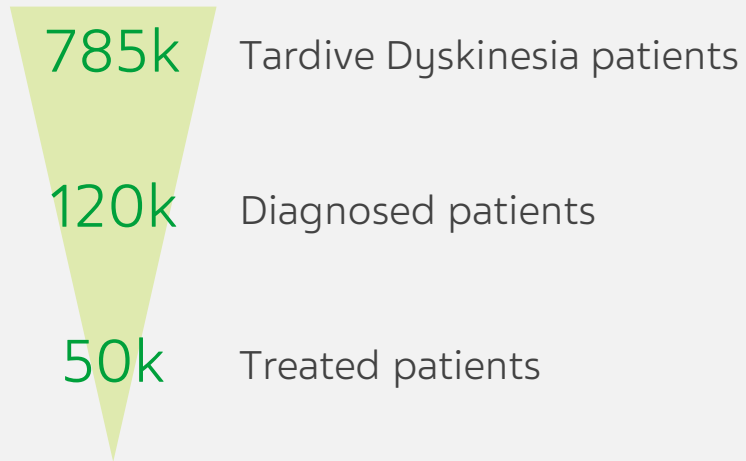 785k Tardive Dyskinesia patients
120k Diagnosed patients
50k Treated patients